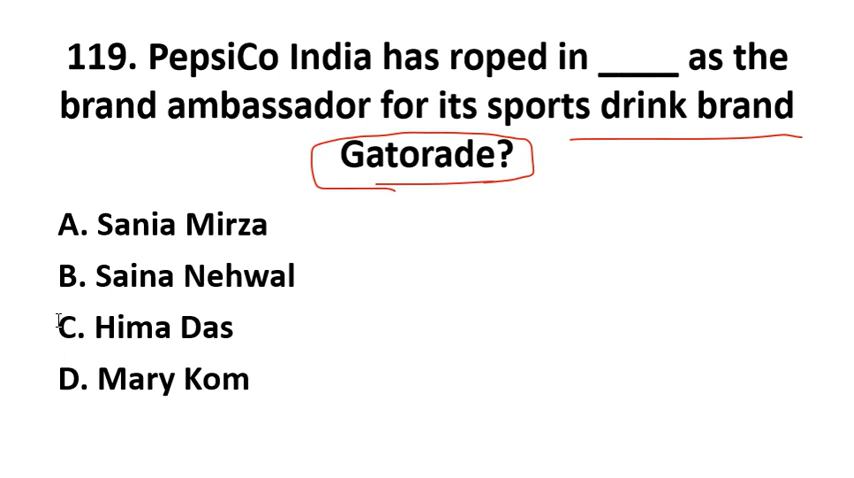 119. PepsiCo India has roped in ____ as the
brand ambassador for its sports drink brand
Gatorade?
A. Sania Mirza
B. Saina Nehwal
C. Hima Das
D. Mary Kom